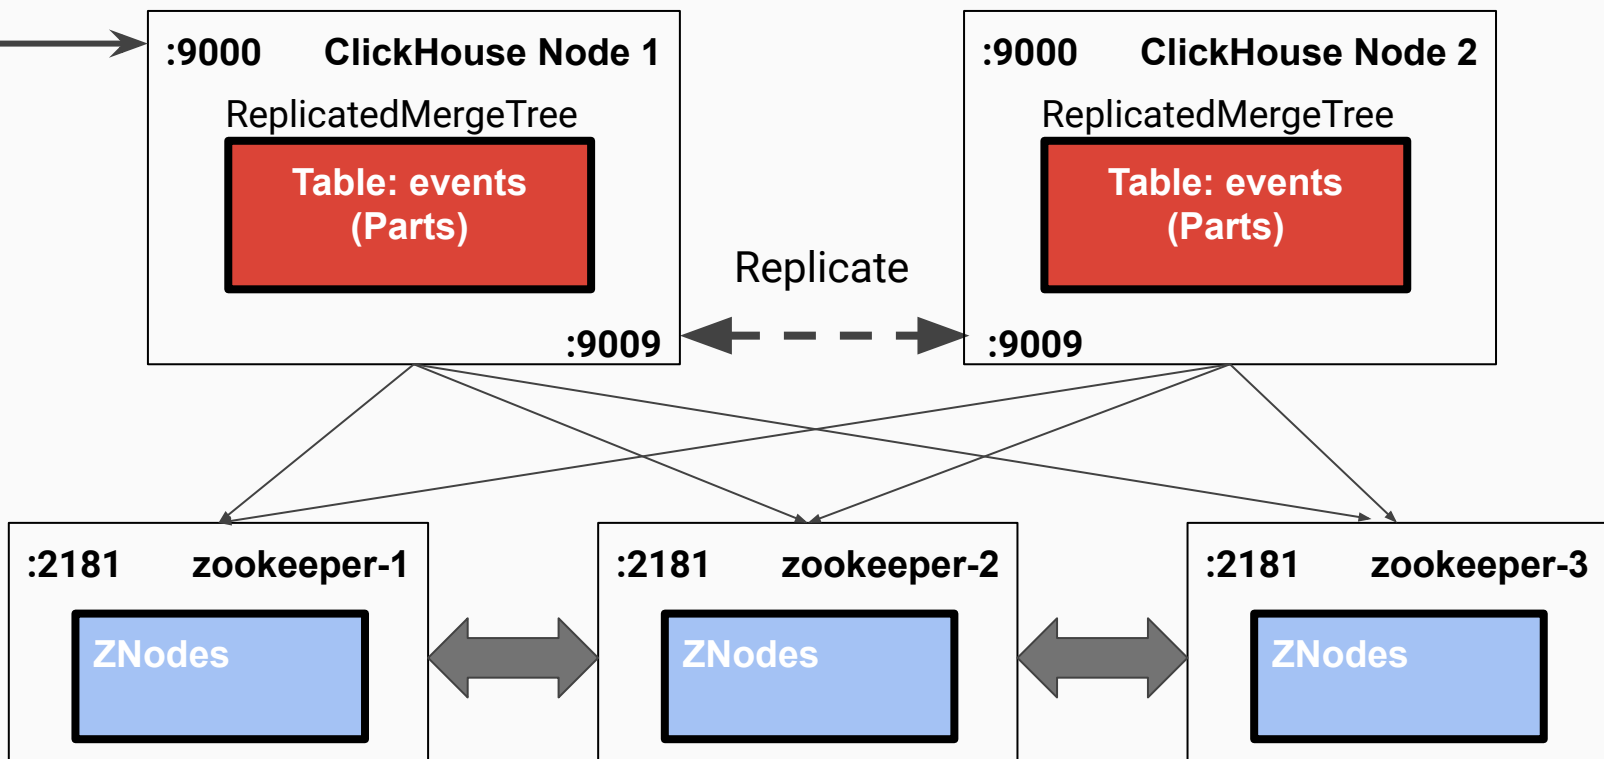 :9000 ClickHouse Node 1
ReplicatedMergeTree
Table: events
(Parts)
:9009
Replicate
:9000 ClickHouse Node 2
ReplicatedMergeTree
Table: events
(Parts)
:9009
:2181 zookeeper-1
ZNodes
:2181 zookeeper-2
ZNodes
:2181 zookeeper-3
ZNodes